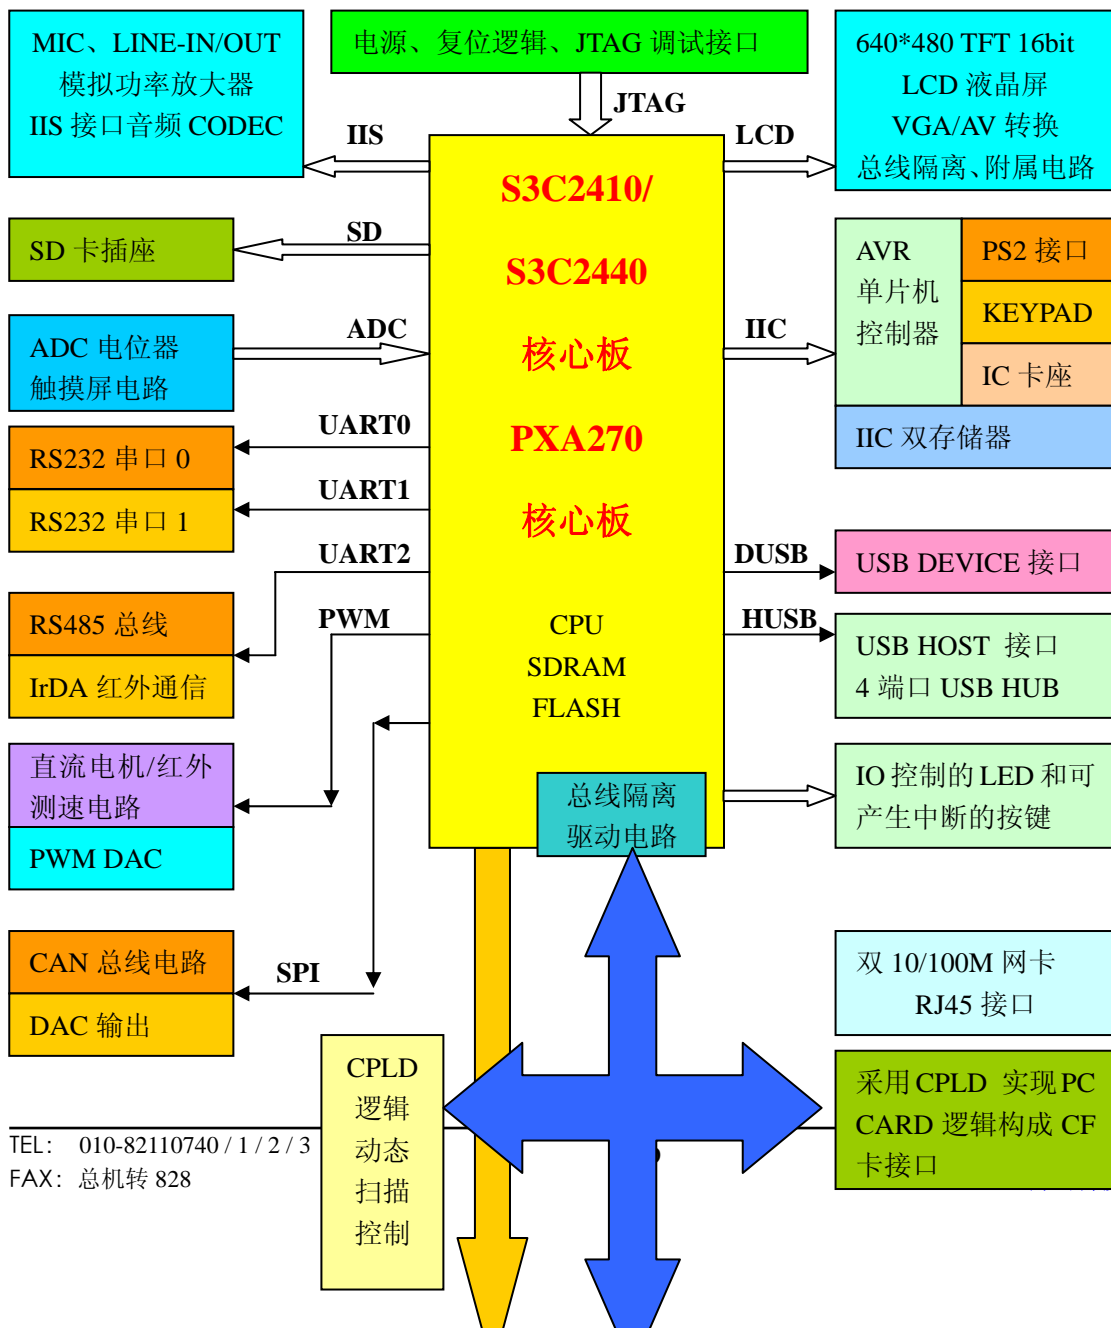 MIC、LINE-IN/OUT
模拟功率放大器
IIS 接口音频 CODEC
电源、复位逻辑、JTAG 调试接口
640*480 TFT 16bit
LCD 液晶屏
VGA/AV 转换
总线隔离、附属电路
JTAG
IIS
LCD
S3C2410/
S3C2440
核心板
PXA270
核心板
CPU
SDRAM
FLASH
SD 卡插座
SD
AVR
单片机
控制器
PS2 接口
KEYPAD
IC 卡座
IIC 双存储器
IIC
ADC 电位器
触摸屏电路
ADC
RS232 串口 0
UART0
RS232 串口 1
UART1
UART2
DUSB
USB DEVICE 接口
RS485 总线
IrDA 红外通信
PWM
HUSB
USB HOST 接口
4 端口 USB HUB
直流电机/红外
测速电路
PWM DAC
总线隔离
驱动电路
IO 控制的 LED 和可
产生中断的按键
CAN 总线电路
DAC 输出
SPI
双 10/100M 网卡
RJ45 接口
CPLD
逻辑
动态
扫描
控制
采用 CPLD 实现 PC
CARD 逻辑构成 CF
卡接口
TEL： 010-82110740 / 1 / 2 / 3
FAX： 总机转 828